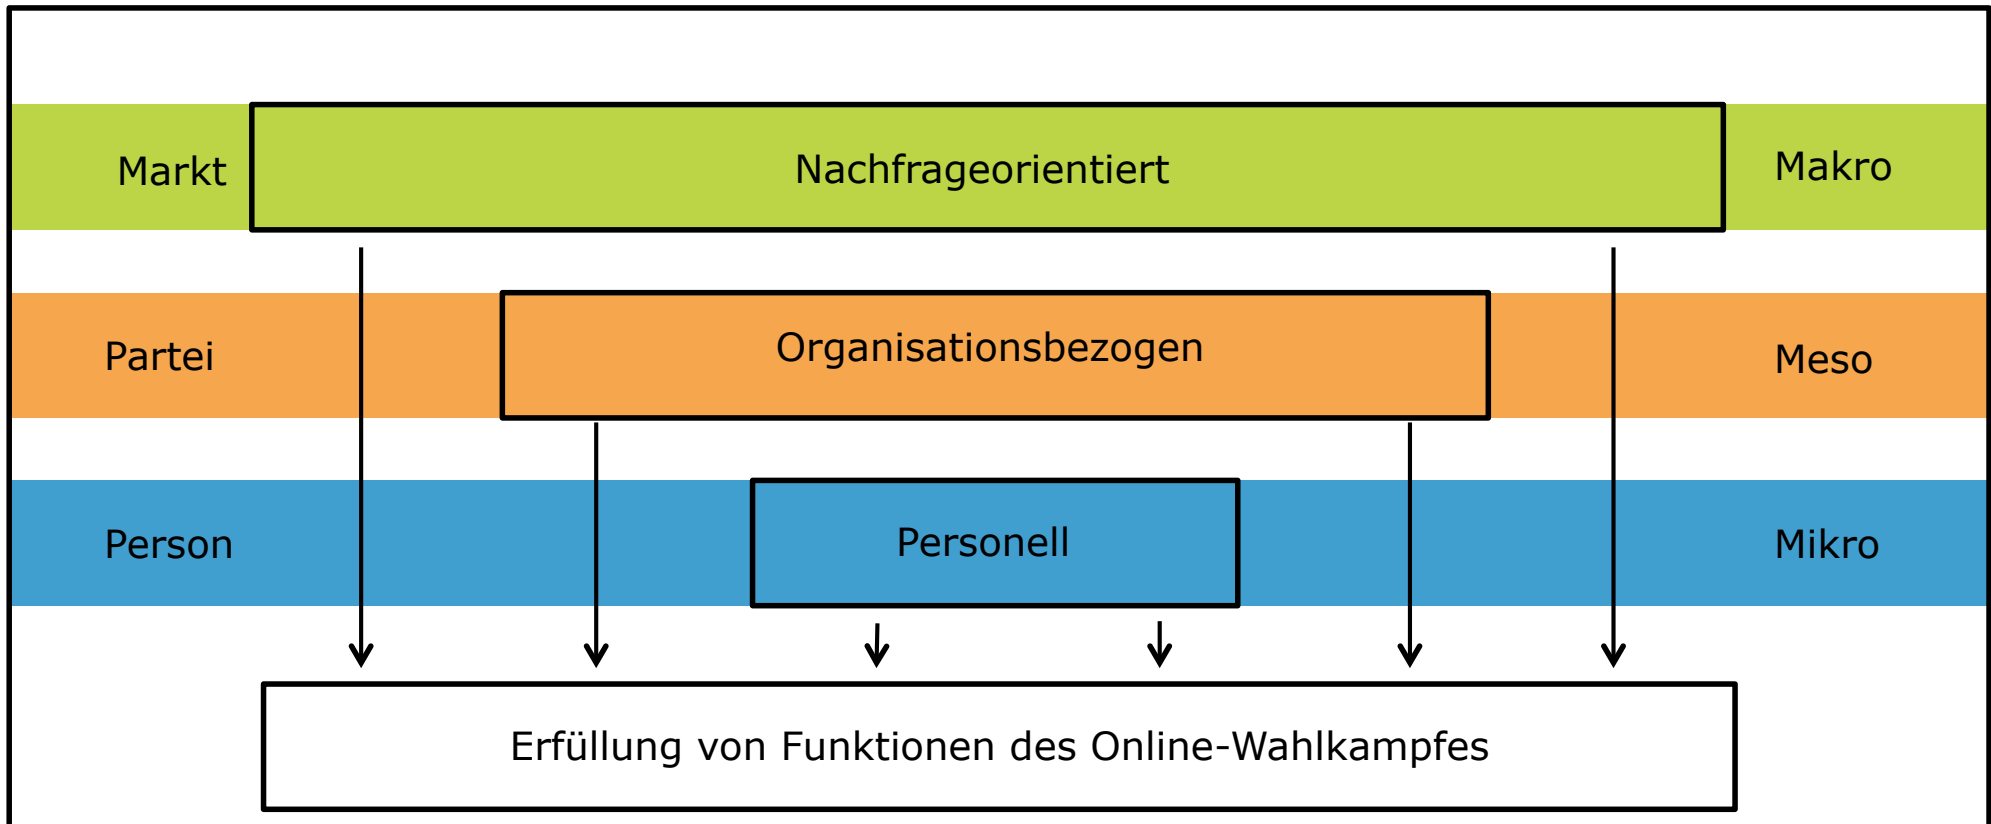 Markt
Nachfrageorientiert
Makro
Partei
Organisationsbezogen
Meso
Person
Personell
Mikro
Erfüllung von Funktionen des Online-Wahlkampfes